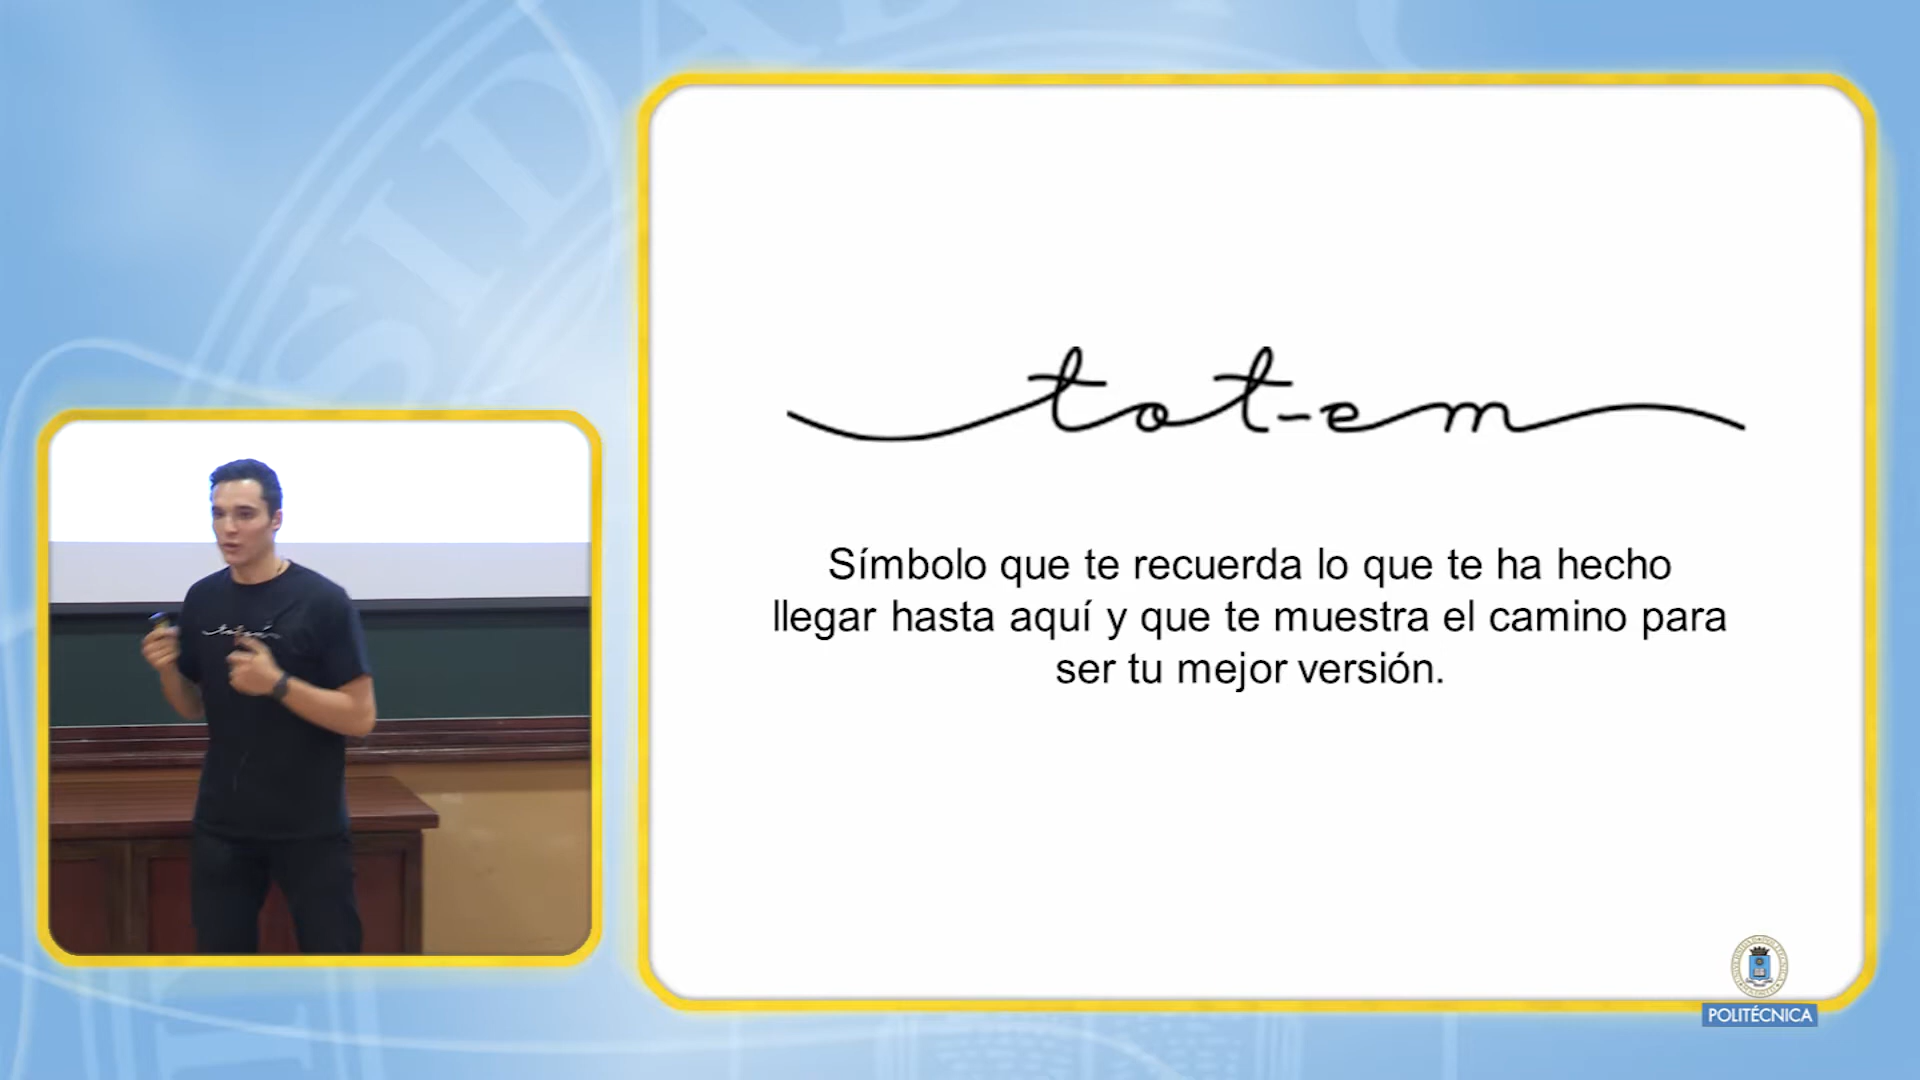 tot-em
Símbolo que te recuerda lo que te ha hecho
llegar hasta aquí y que te muestra el camino para
ser tu mejor versión.
POLITÉCNICA